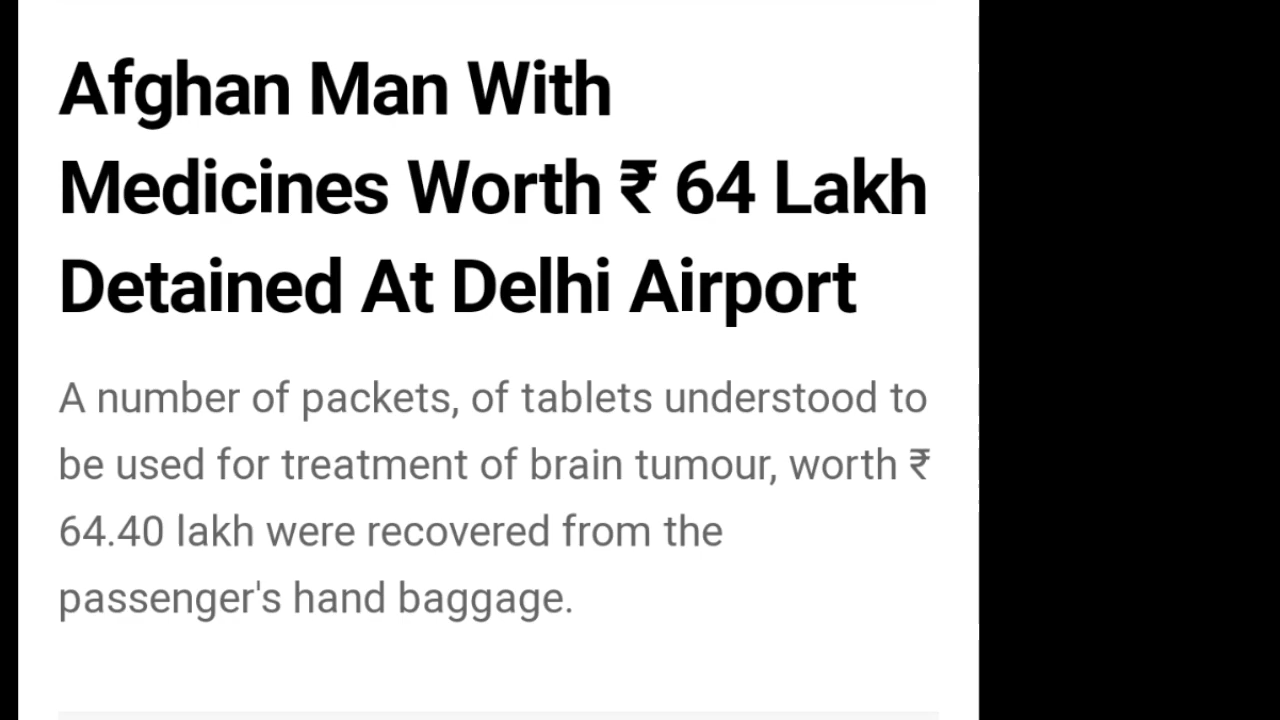 Afghan Man With
Medicines Worth ₹ 64 Lakh
Detained At Delhi Airport
A number of packets, of tablets understood to
be used for treatment of brain tumour, worth ₹
64.40 lakh were recovered from the
passenger's hand baggage.